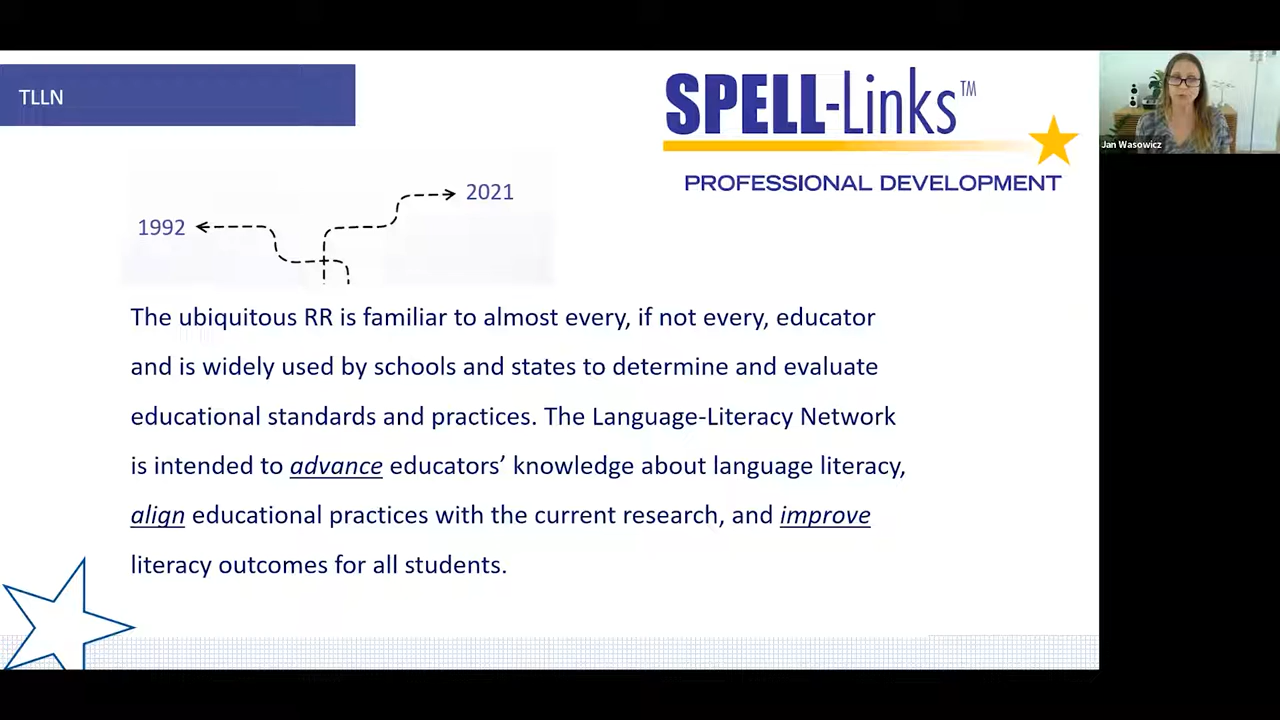 TLLN
SPELL-Links™
PROFESSIONAL DEVELOPMENT
Jan Wasowicz
2021
1992
The ubiquitous RR is familiar to almost every, if not every, educator
and is widely used by schools and states to determine and evaluate
educational standards and practices. The Language-Literacy Network
is intended to advance educators’ knowledge about language literacy,
align educational practices with the current research, and improve
literacy outcomes for all students.